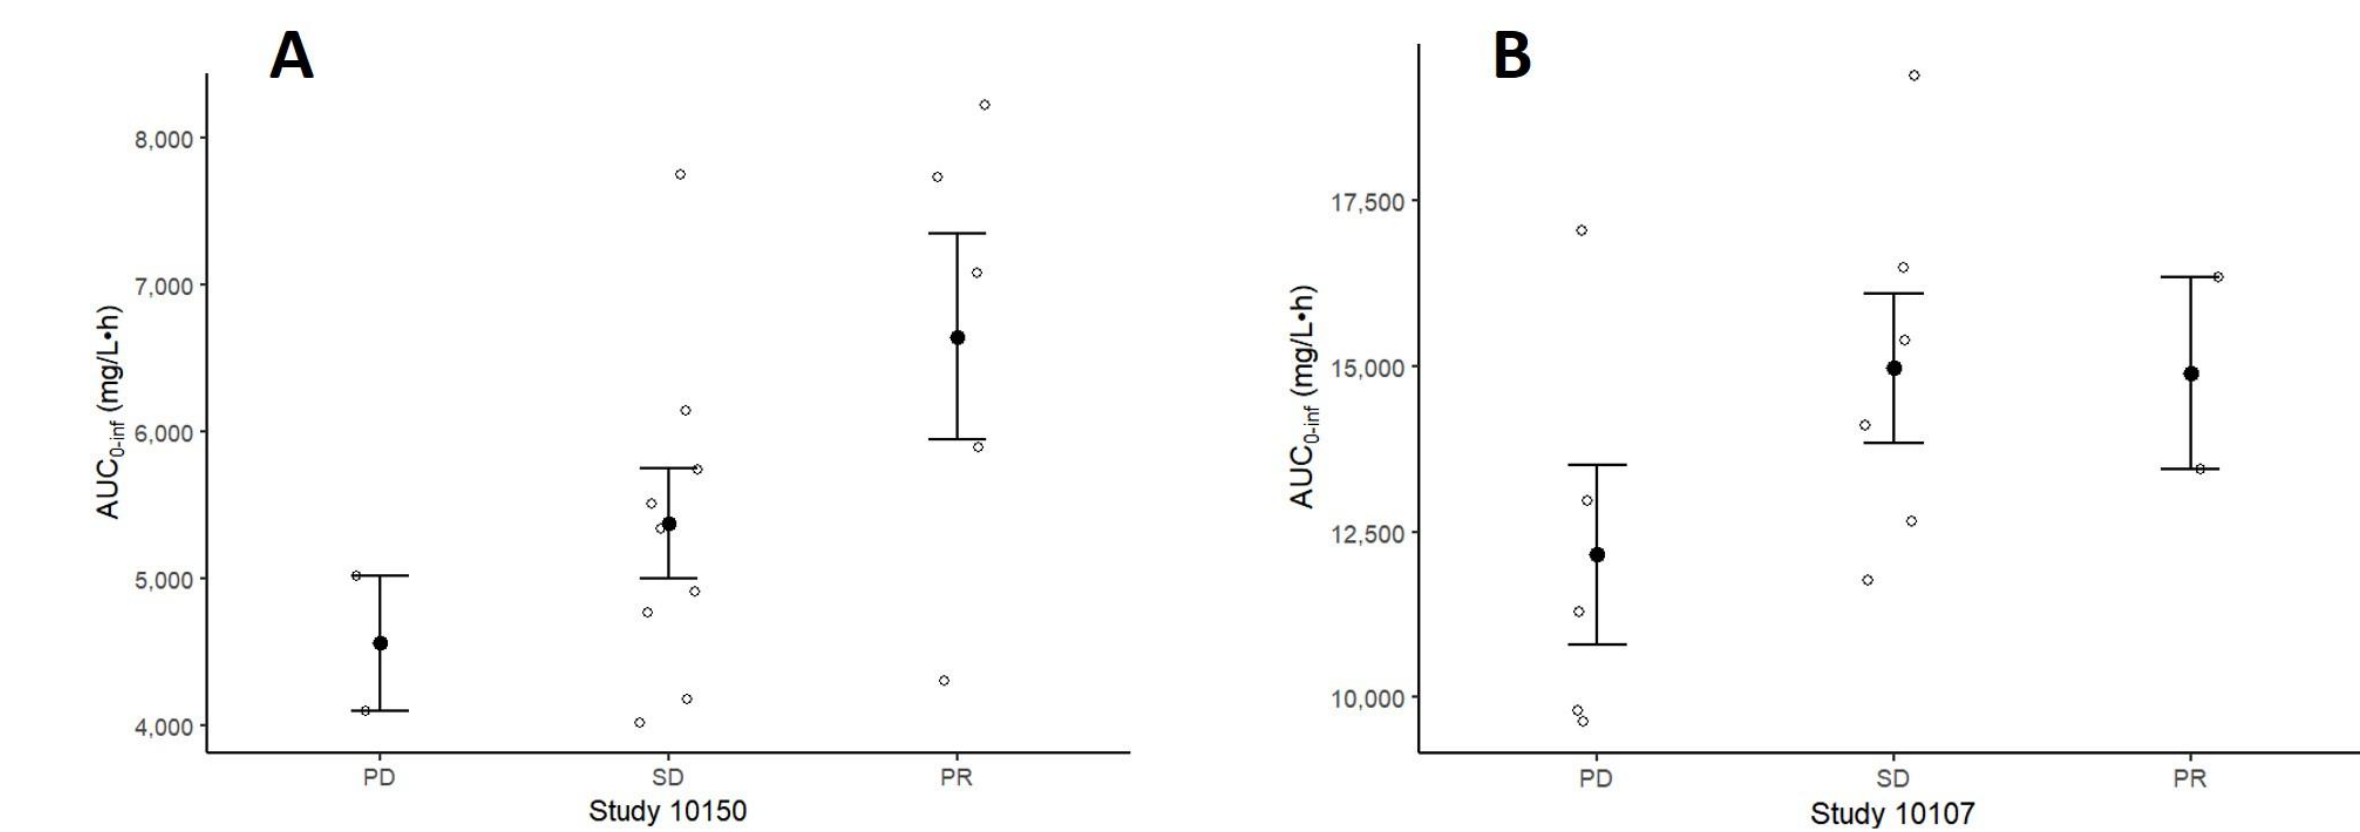 A
AUC0-inf (mg/L•h)
8,000
7,000
6,000
5,000
4,000
PD SD PR
Study 10150
B
AUC0-inf (mg/L•h)
17,500
15,000
12,500
10,000
PD SD PR
Study 10107